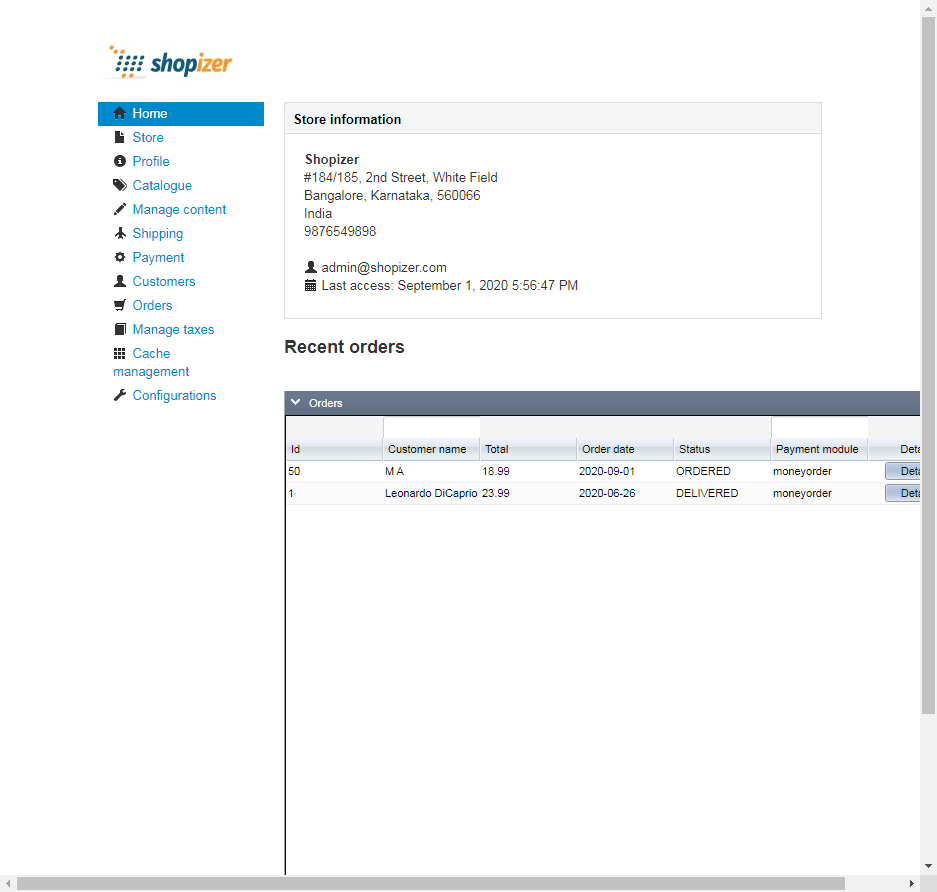 shopizer
Home
Store
Profile
Catalogue
Manage content
Shipping
Payment
Customers
Orders
Manage taxes
Cache
management
Configurations
Store information
Shopizer
#184/185, 2nd Street, White Field
Bangalore, Karnataka, 560066
India
9876549898
admin@shopizer.com
Last access: September 1, 2020 5:56:47 PM
Recent orders
Orders
Id Customer name Total Order date Status Payment module Deta
50 M A 18.99 2020-09-01 ORDERED moneyorder Deta
1 Leonardo DiCaprio 23.99 2020-06-26 DELIVERED moneyorder Deta